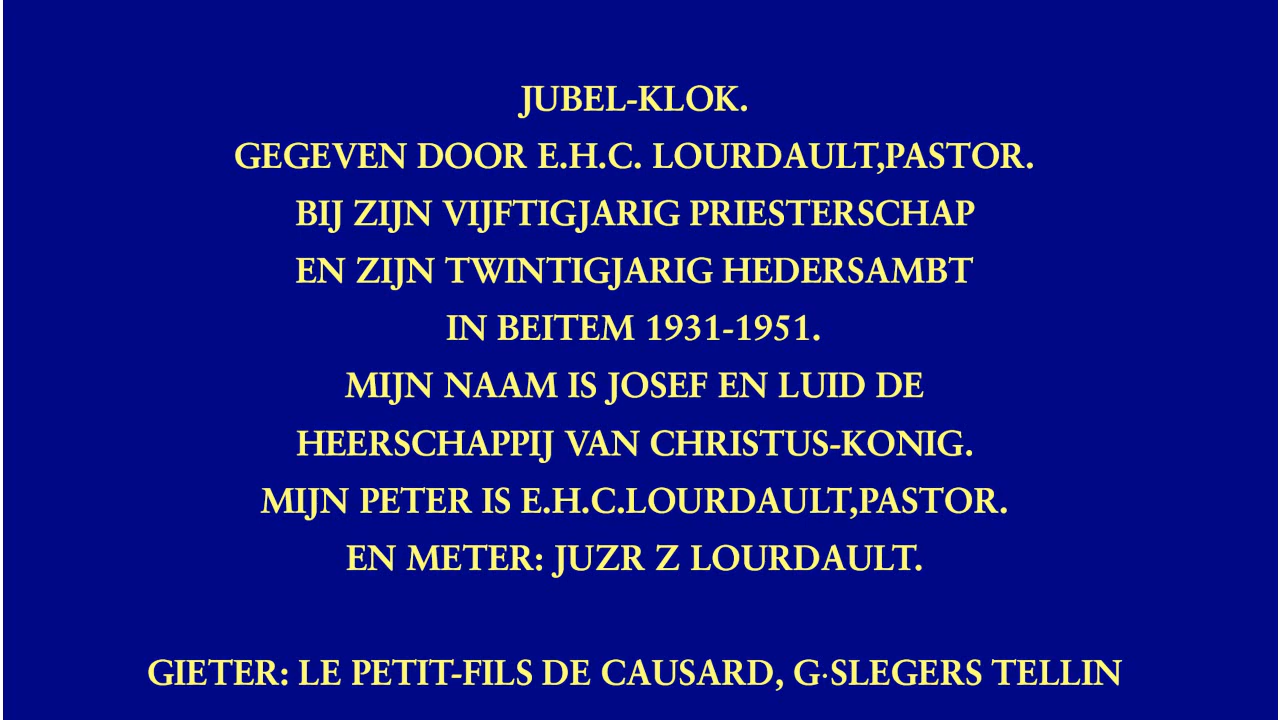 JUBEL-KLOK.
GEGEVEN DOOR E.H.C. LOURDAULT,PASTOR.
BIJ ZIJN VIJFTIGJARIG PRIESTERSCHAP
EN ZIJN TWINTIGJARIG HEDERSAMBT
IN BEITEM 1931-1951.
MIJN NAAM IS JOSEF EN LUID DE
HEERSCHAPPIJ VAN CHRISTUS-KONIG.
MIJN PETER IS E.H.C.LOURDAULT,PASTOR.
EN METER: JUZR Z LOURDAULT.
GIETER: LE PETIT-FILS DE CAUSARD, G·SLEGERS TELLIN